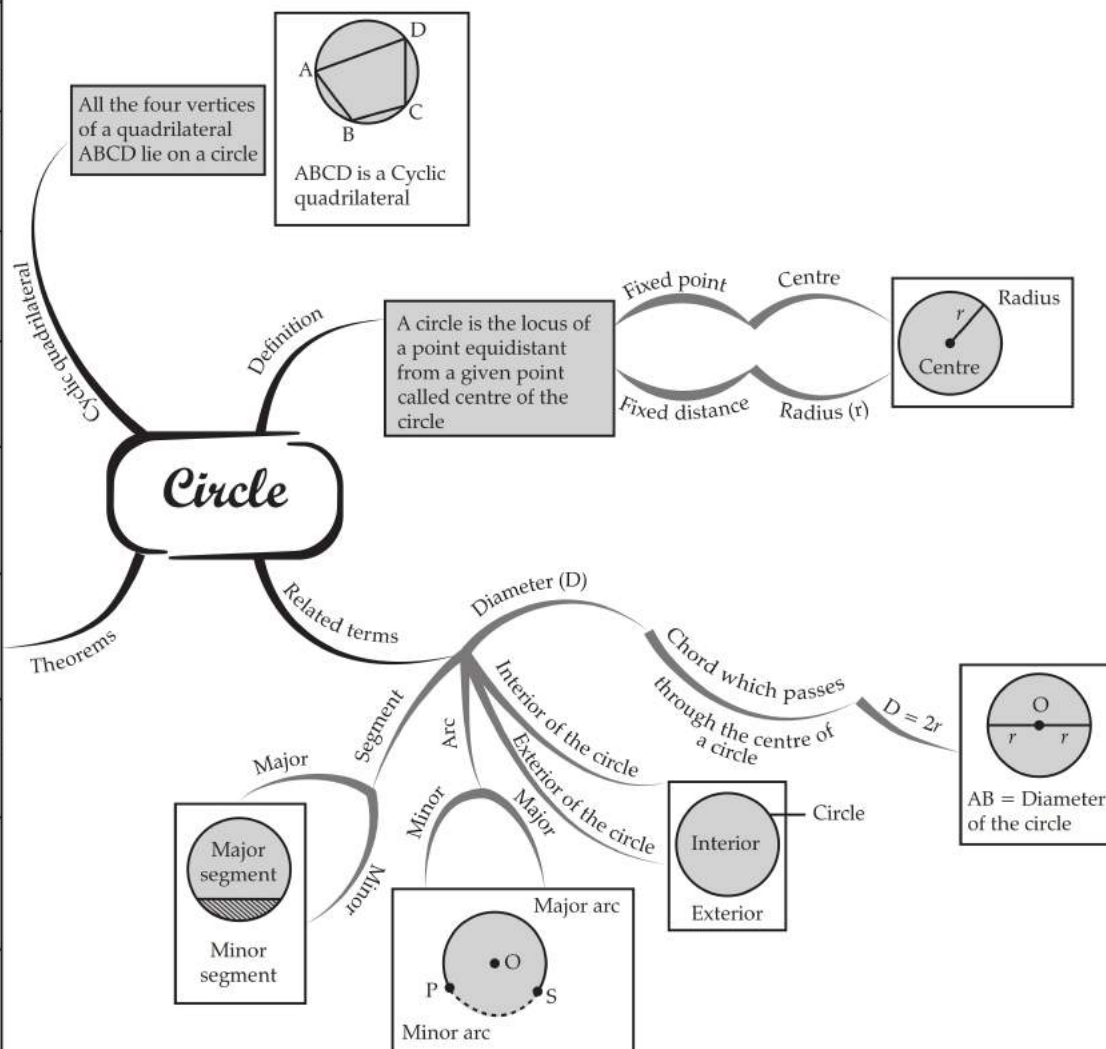 A
D
B
C
ABCD is a Cyclic
quadrilateral
All the four vertices
of a quadrilateral
ABCD lie on a circle
Cyclic quadrilateral
Definition
A circle is the locus of
a point equidistant
from a given point
called centre of the
circle
Fixed point
Centre
Fixed distance
Radius (r)
Radius
r
Centre
Circle
Theorems
Related terms
Diameter (D)
Chord which passes
through the centre of
a circle
D = 2r
O
r r
AB = Diameter
of the circle
Interior of the circle
Exterior of the circle
Circle
Interior
Exterior
Arc
Minor
Major
Major arc
O
P
S
Minor arc
Segment
Major
Minor
Major
segment
Minor
segment